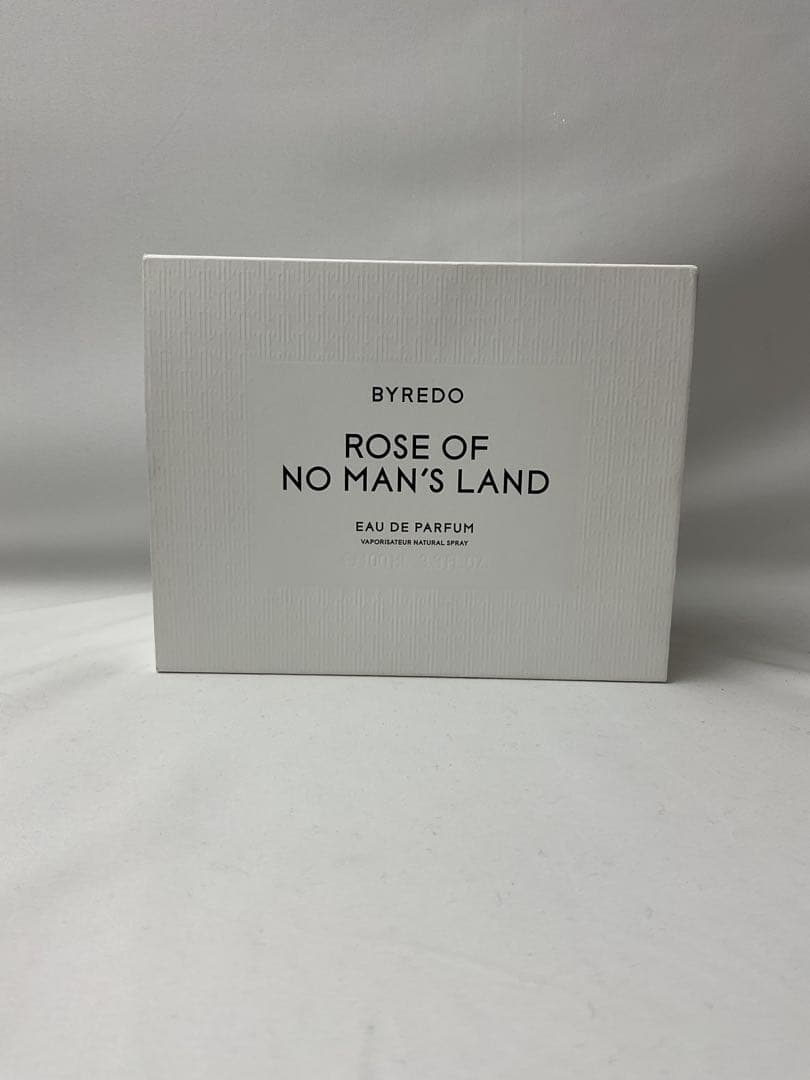 BYREDO
ROSE OF
NO MAN'S LAND
EAU DE PARFUM
VAPORISATEUR NATURAL SPRAY